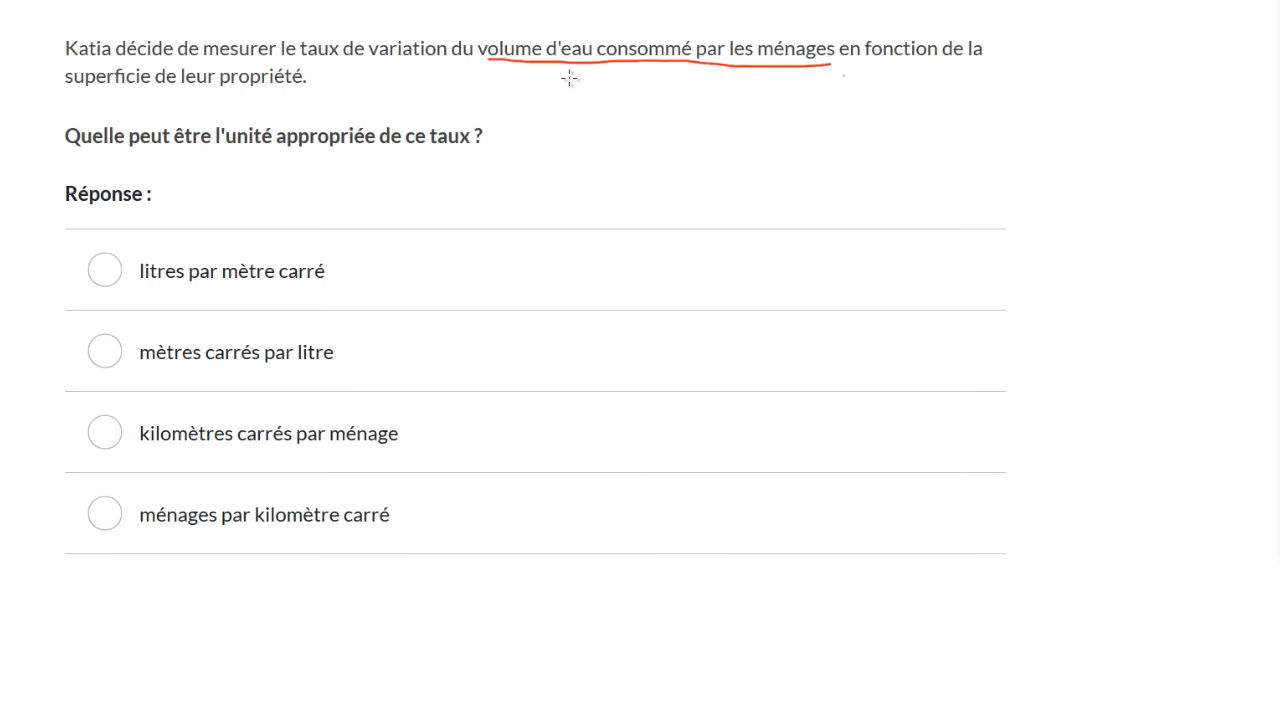 Katia décide de mesurer le taux de variation du volume d'eau consommé par les ménages en fonction de la
superficie de leur propriété.
Quelle peut être l'unité appropriée de ce taux ?
Réponse :
litres par mètre carré
mètres carrés par litre
kilomètres carrés par ménage
ménages par kilomètre carré